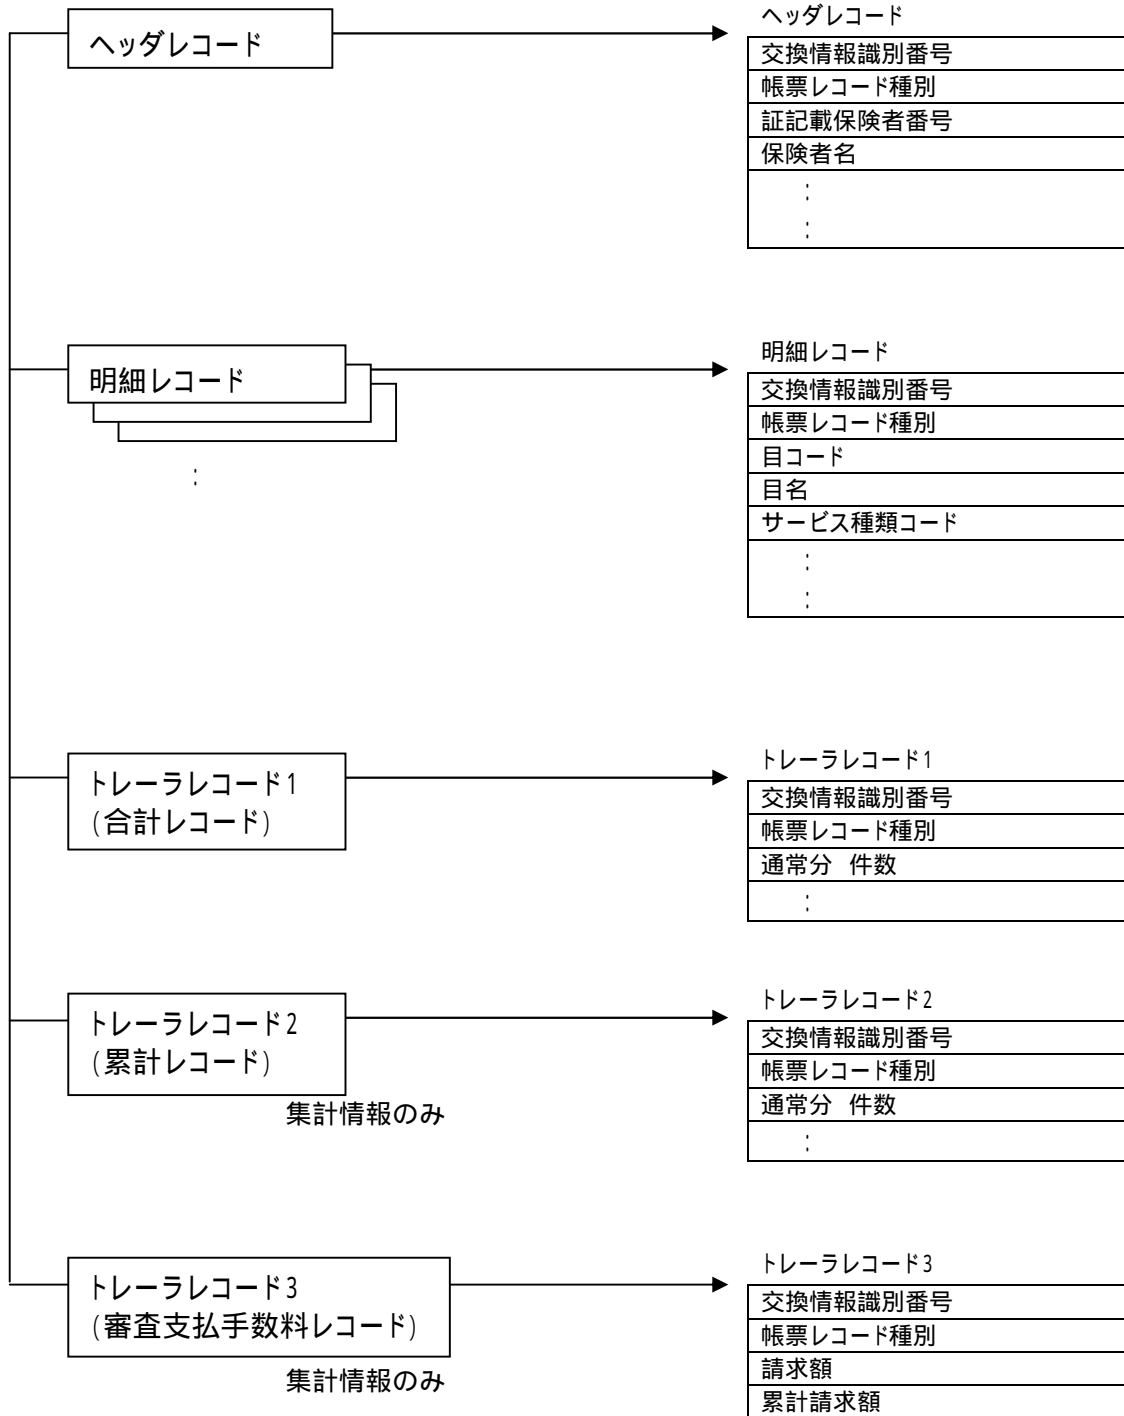 ヘッダレコード
ヘッダレコード
交換情報識別番号
帳票レコード種別
証記載保険者番号
保険者名
:
:
明細レコード
:
明細レコード
交換情報識別番号
帳票レコード種別
目コード
目名
サービス種類コード
:
:
トレーラレコード1
(合計レコード)
トレーラレコード1
交換情報識別番号
帳票レコード種別
通常分 件数
:
トレーラレコード2
(累計レコード)
集計情報のみ
トレーラレコード2
交換情報識別番号
帳票レコード種別
通常分 件数
:
トレーラレコード3
(審査支払手数料レコード)
集計情報のみ
トレーラレコード3
交換情報識別番号
帳票レコード種別
請求額
累計請求額